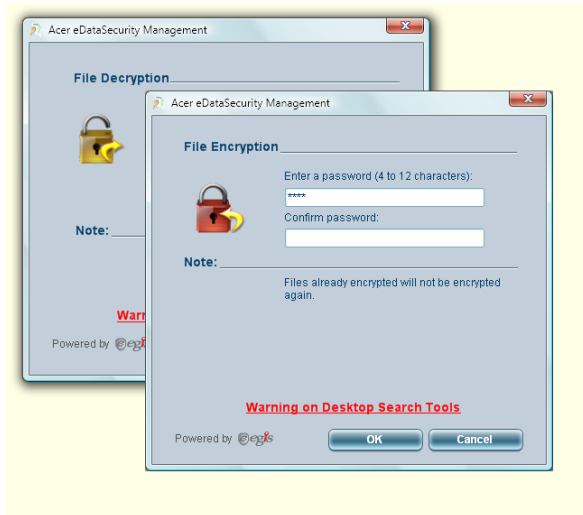 Acer eDataSecurity Management
File Decryption
Note:
Powered by egi
Acer eDataSecurity Management
File Encryption
Enter a password (4 to 12 characters):
****
Confirm password:
Note:
Files already encrypted will not be encrypted
again.
Warning on Desktop Search Tools
Powered by egis
OK
Cancel